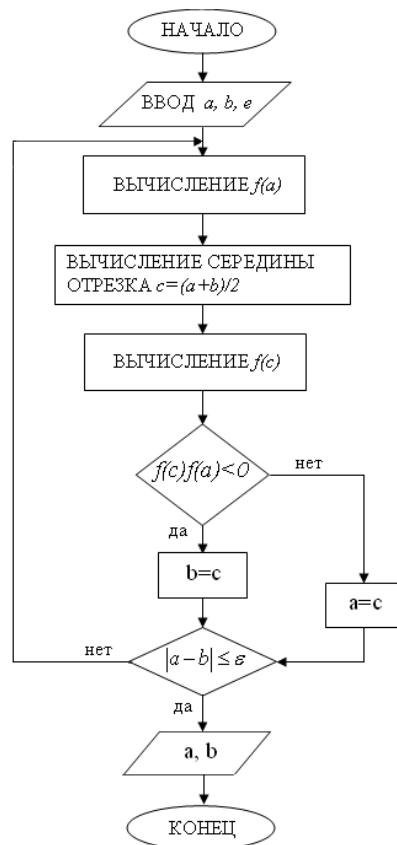 НАЧАЛО
ВВОД a, b, e
ВЫЧИСЛЕНИЕ f(a)
ВЫЧИСЛЕНИЕ СЕРЕДИНЫ
ОТРЕЗКА c=(a+b)/2
ВЫЧИСЛЕНИЕ f(c)
f(c)f(a)<0
нет
да
b=c
a=c
нет
|a−b| ≤ ε
да
a, b
КОНЕЦ